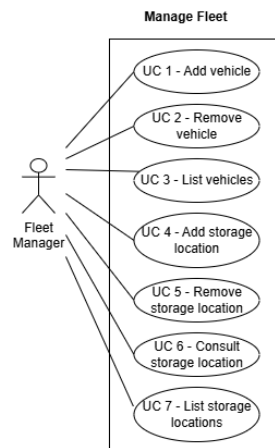 Manage Fleet
UC 1 - Add vehicle
UC 2 - Remove
vehicle
UC 3 - List vehicles
Fleet
Manager
UC 4 - Add storage
location
UC 5 - Remove
storage location
UC 6 - Consult
storage location
UC 7 - List storage
locations